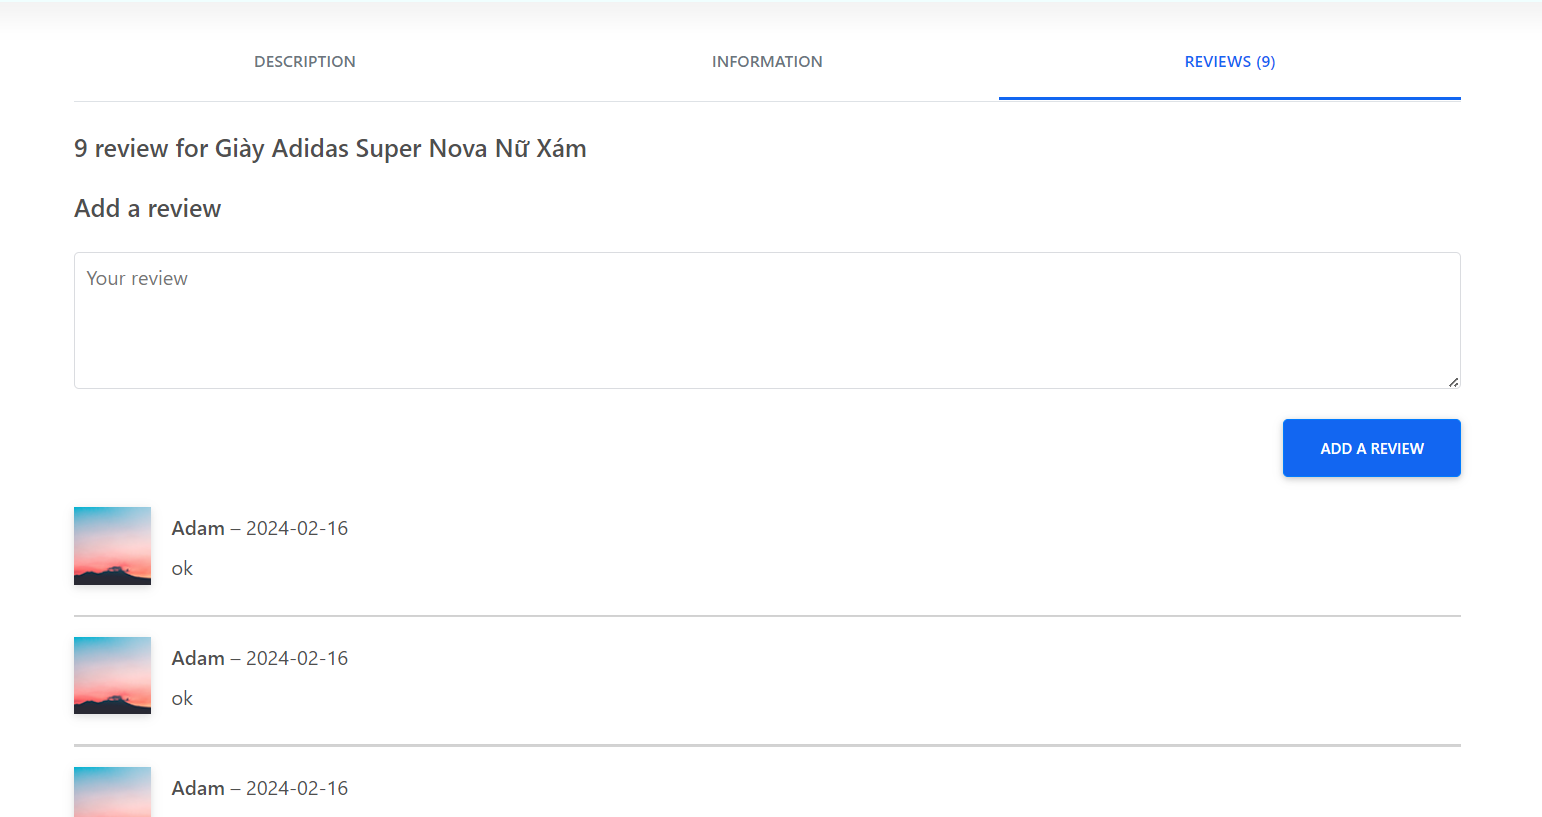 DESCRIPTION
INFORMATION
REVIEWS (9)
9 review for Giày Adidas Super Nova Nữ Xám
Add a review
Your review
ADD A REVIEW
Adam – 2024-02-16
ok
Adam – 2024-02-16
ok
Adam – 2024-02-16